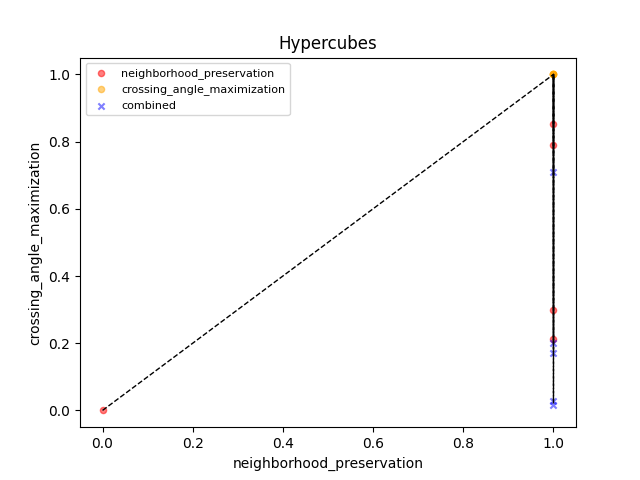 Hypercubes
neighborhood_preservation
crossing_angle_maximization
combined
crossing_angle_maximization
1.0
0.8
0.6
0.4
0.2
0.0
0.0 0.2 0.4 0.6 0.8 1.0
neighborhood_preservation